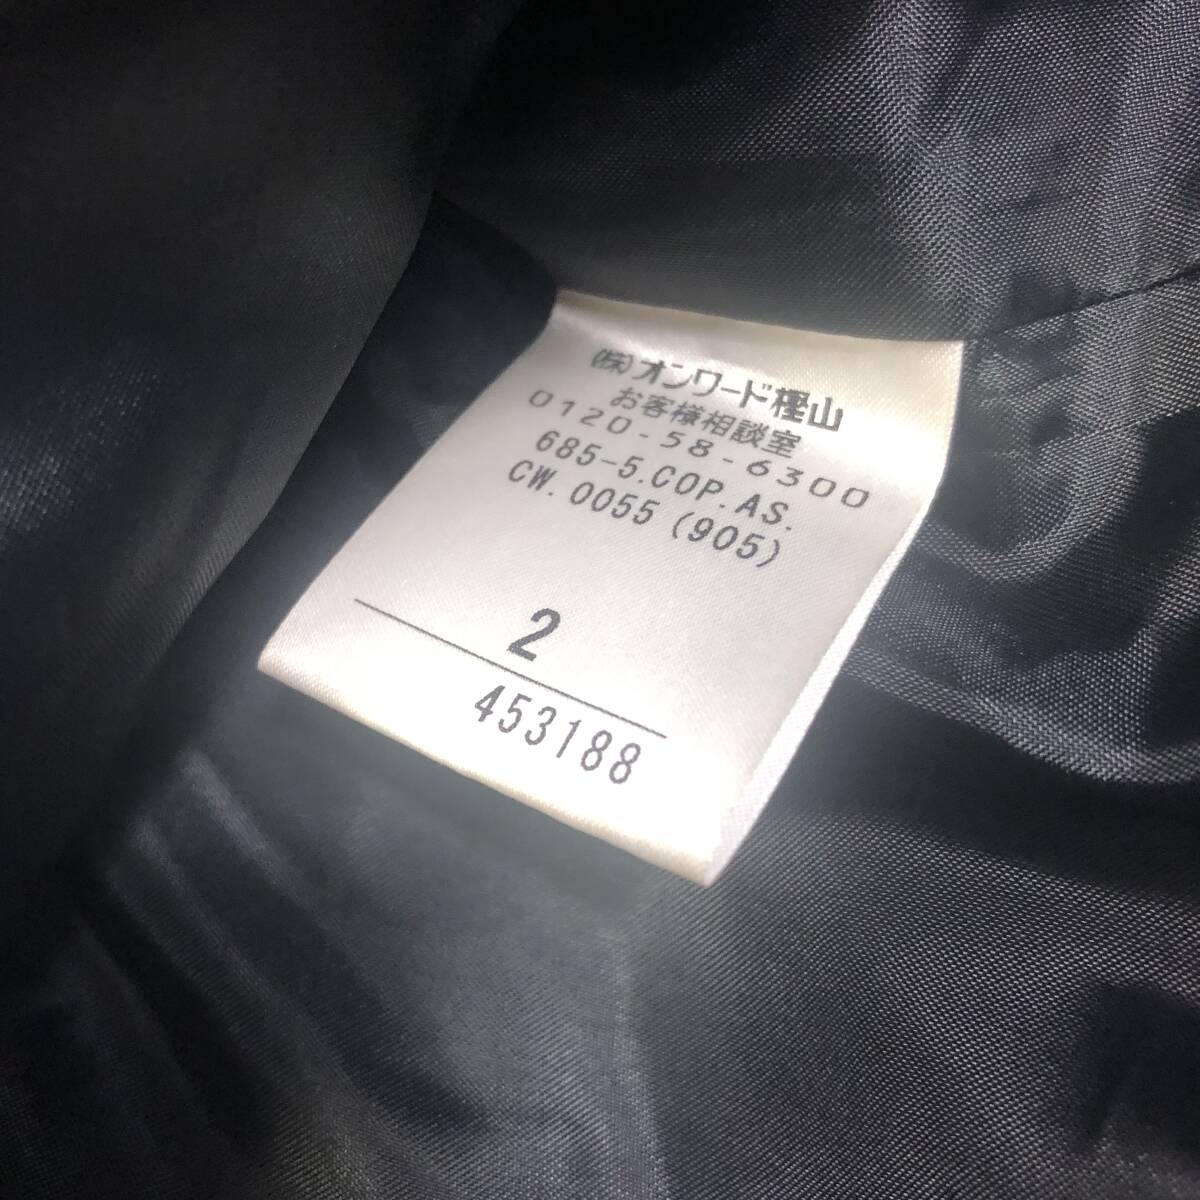 (株)オンワード樫山
お客様相談室
0120-58-6300
685-5.COP.AS.
CW.0055(905)
2
453188